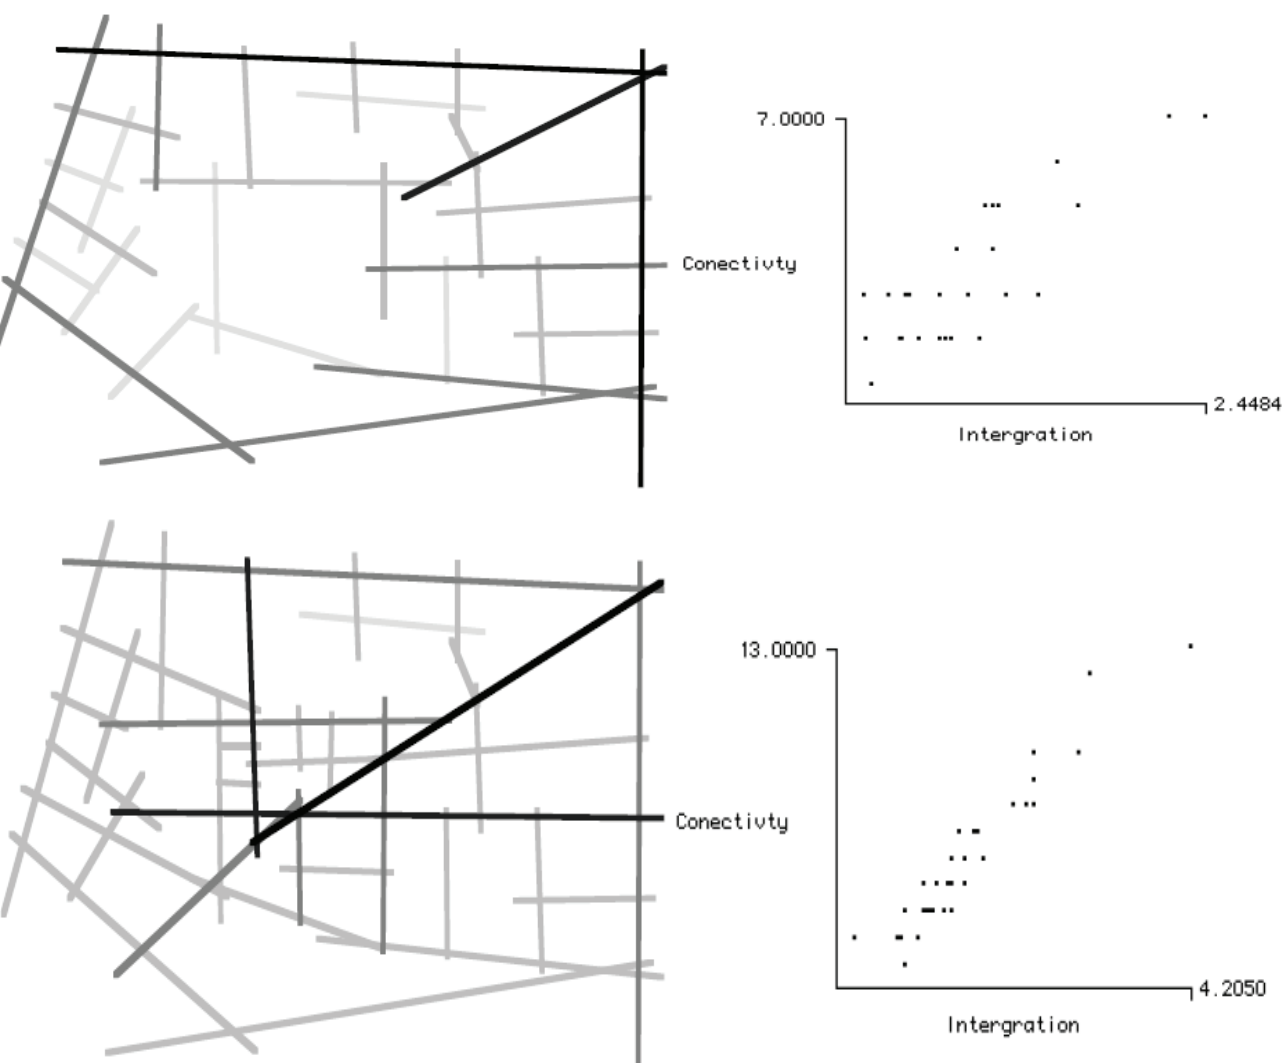 7.0000
Conectivty
2.4484
Intergration
13.0000
Conectivty
4.2050
Intergration